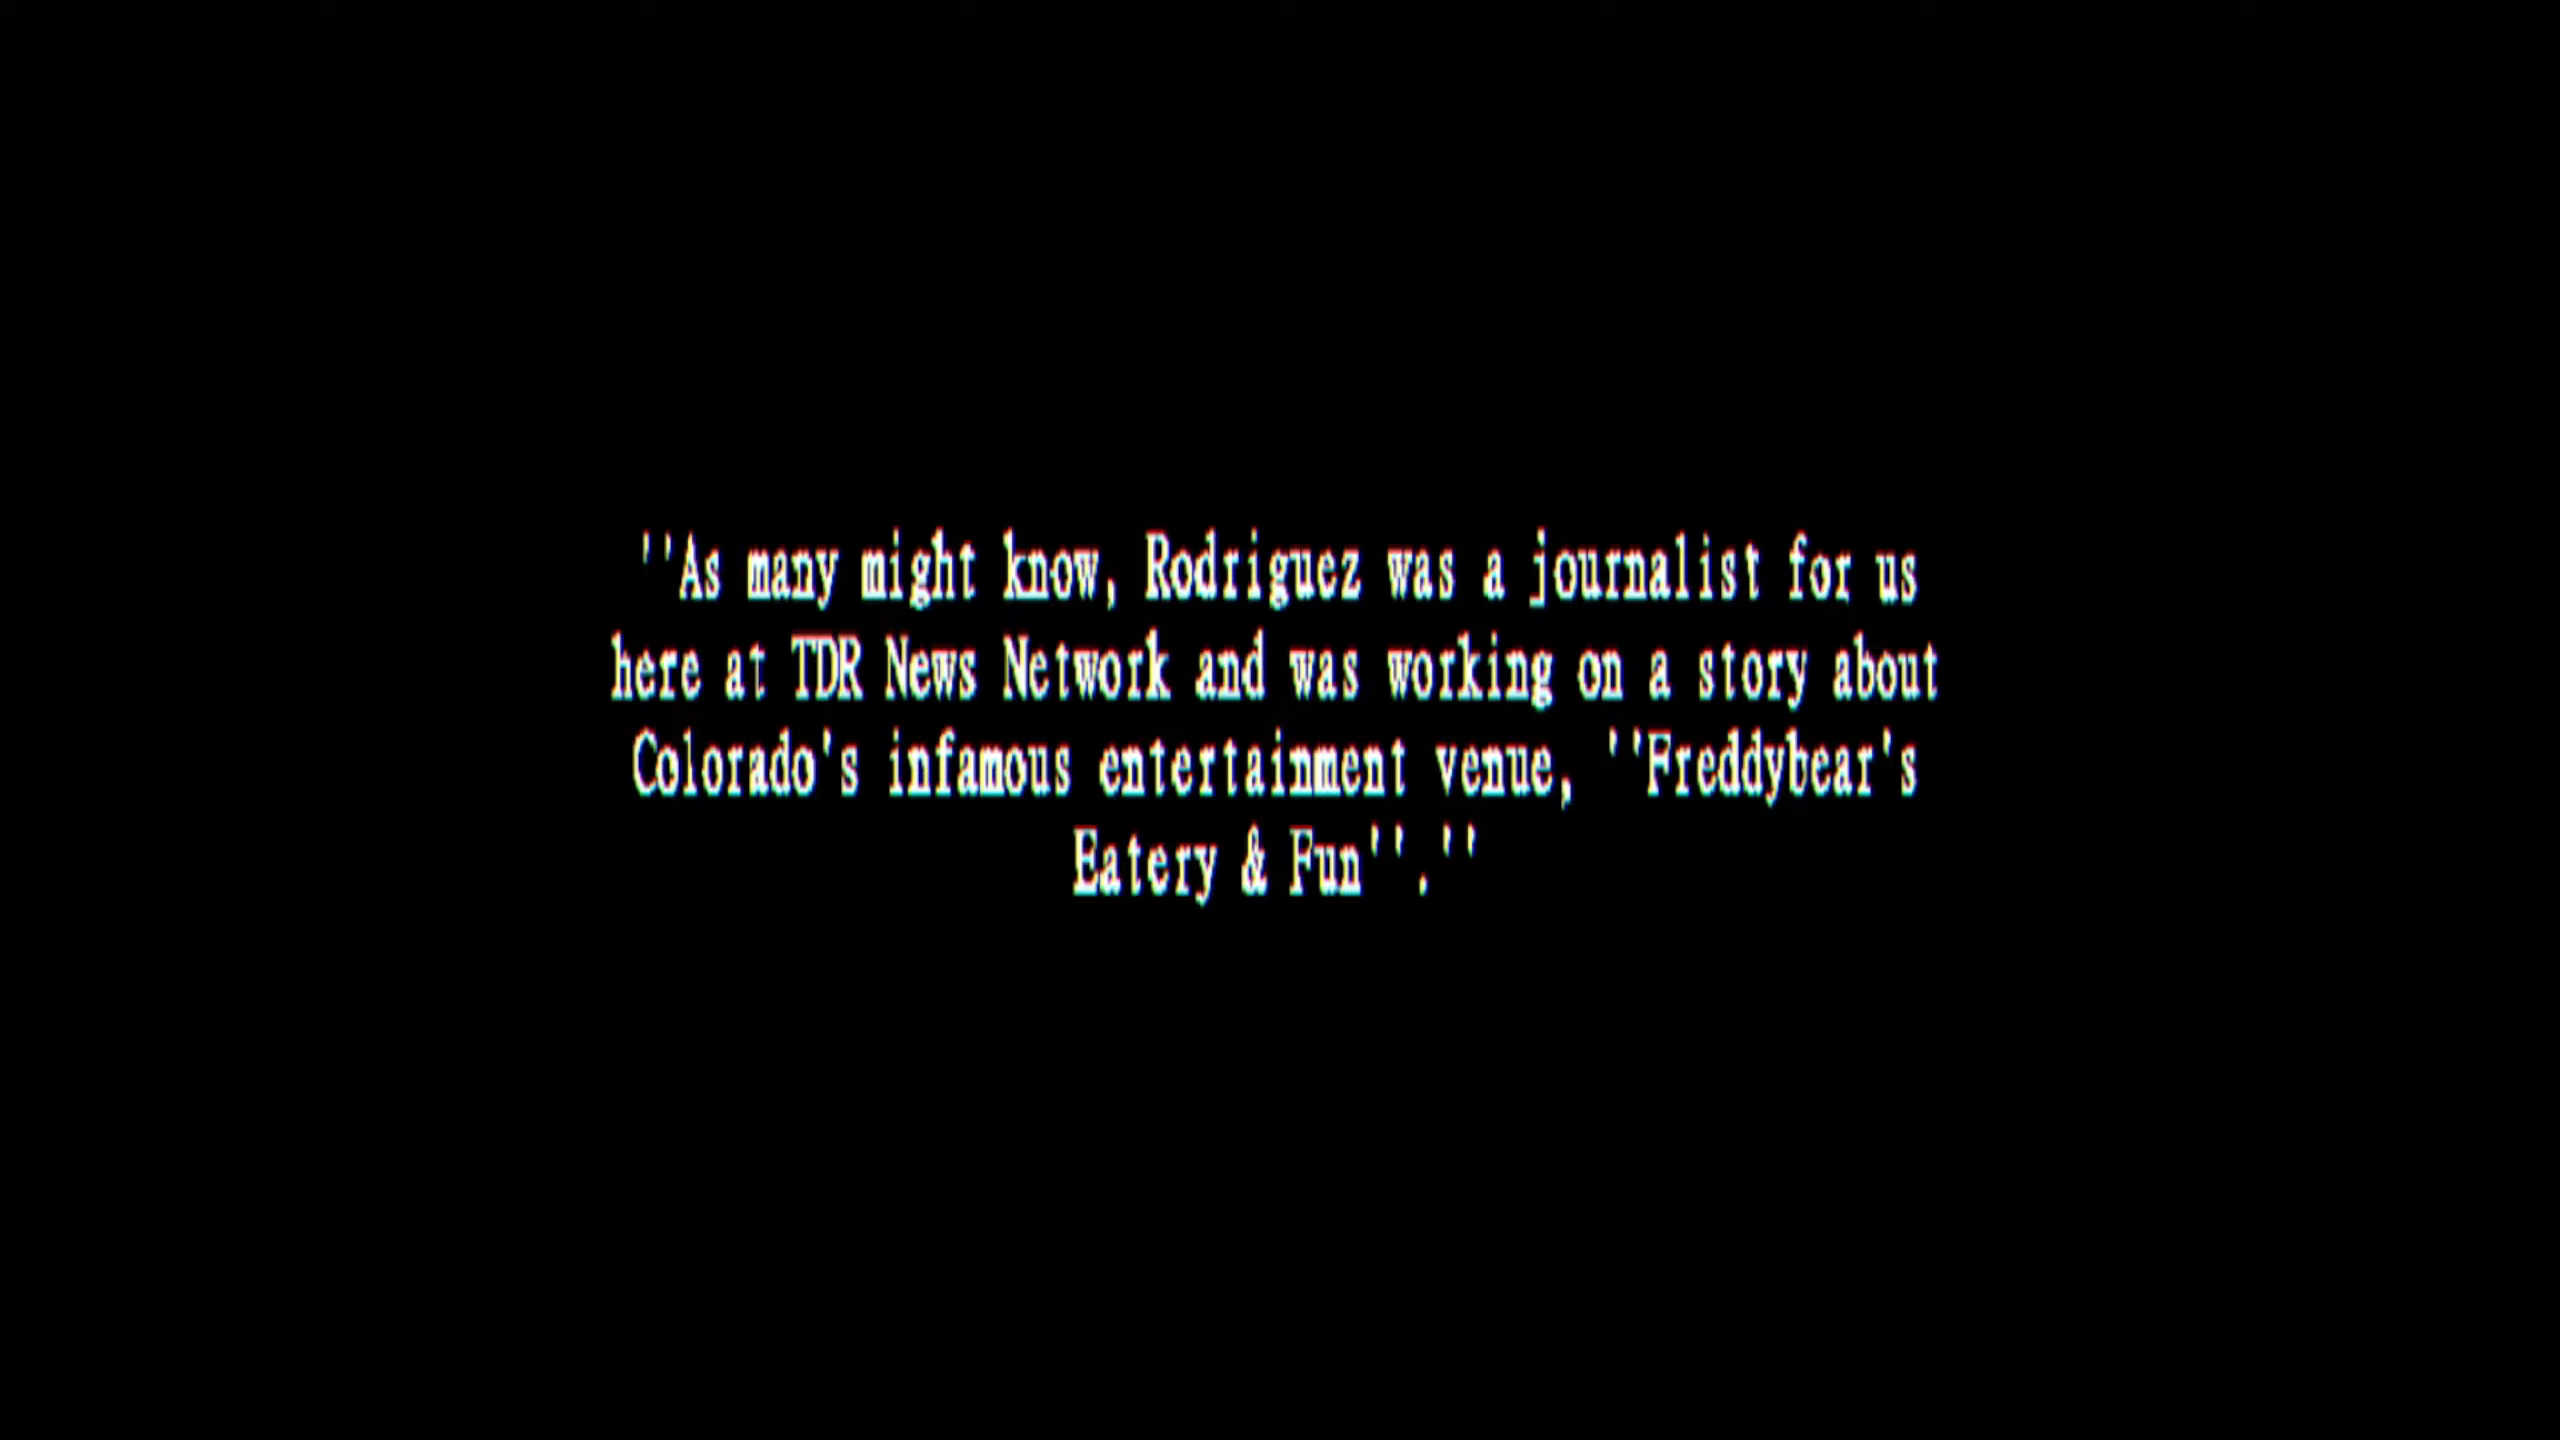 ''As many might know, Rodriguez was a journalist for us
here at TDR News Network and was working on a story about
Colorado's infamous entertainment venue, ''Freddybear's
Eatery & Fun''.''